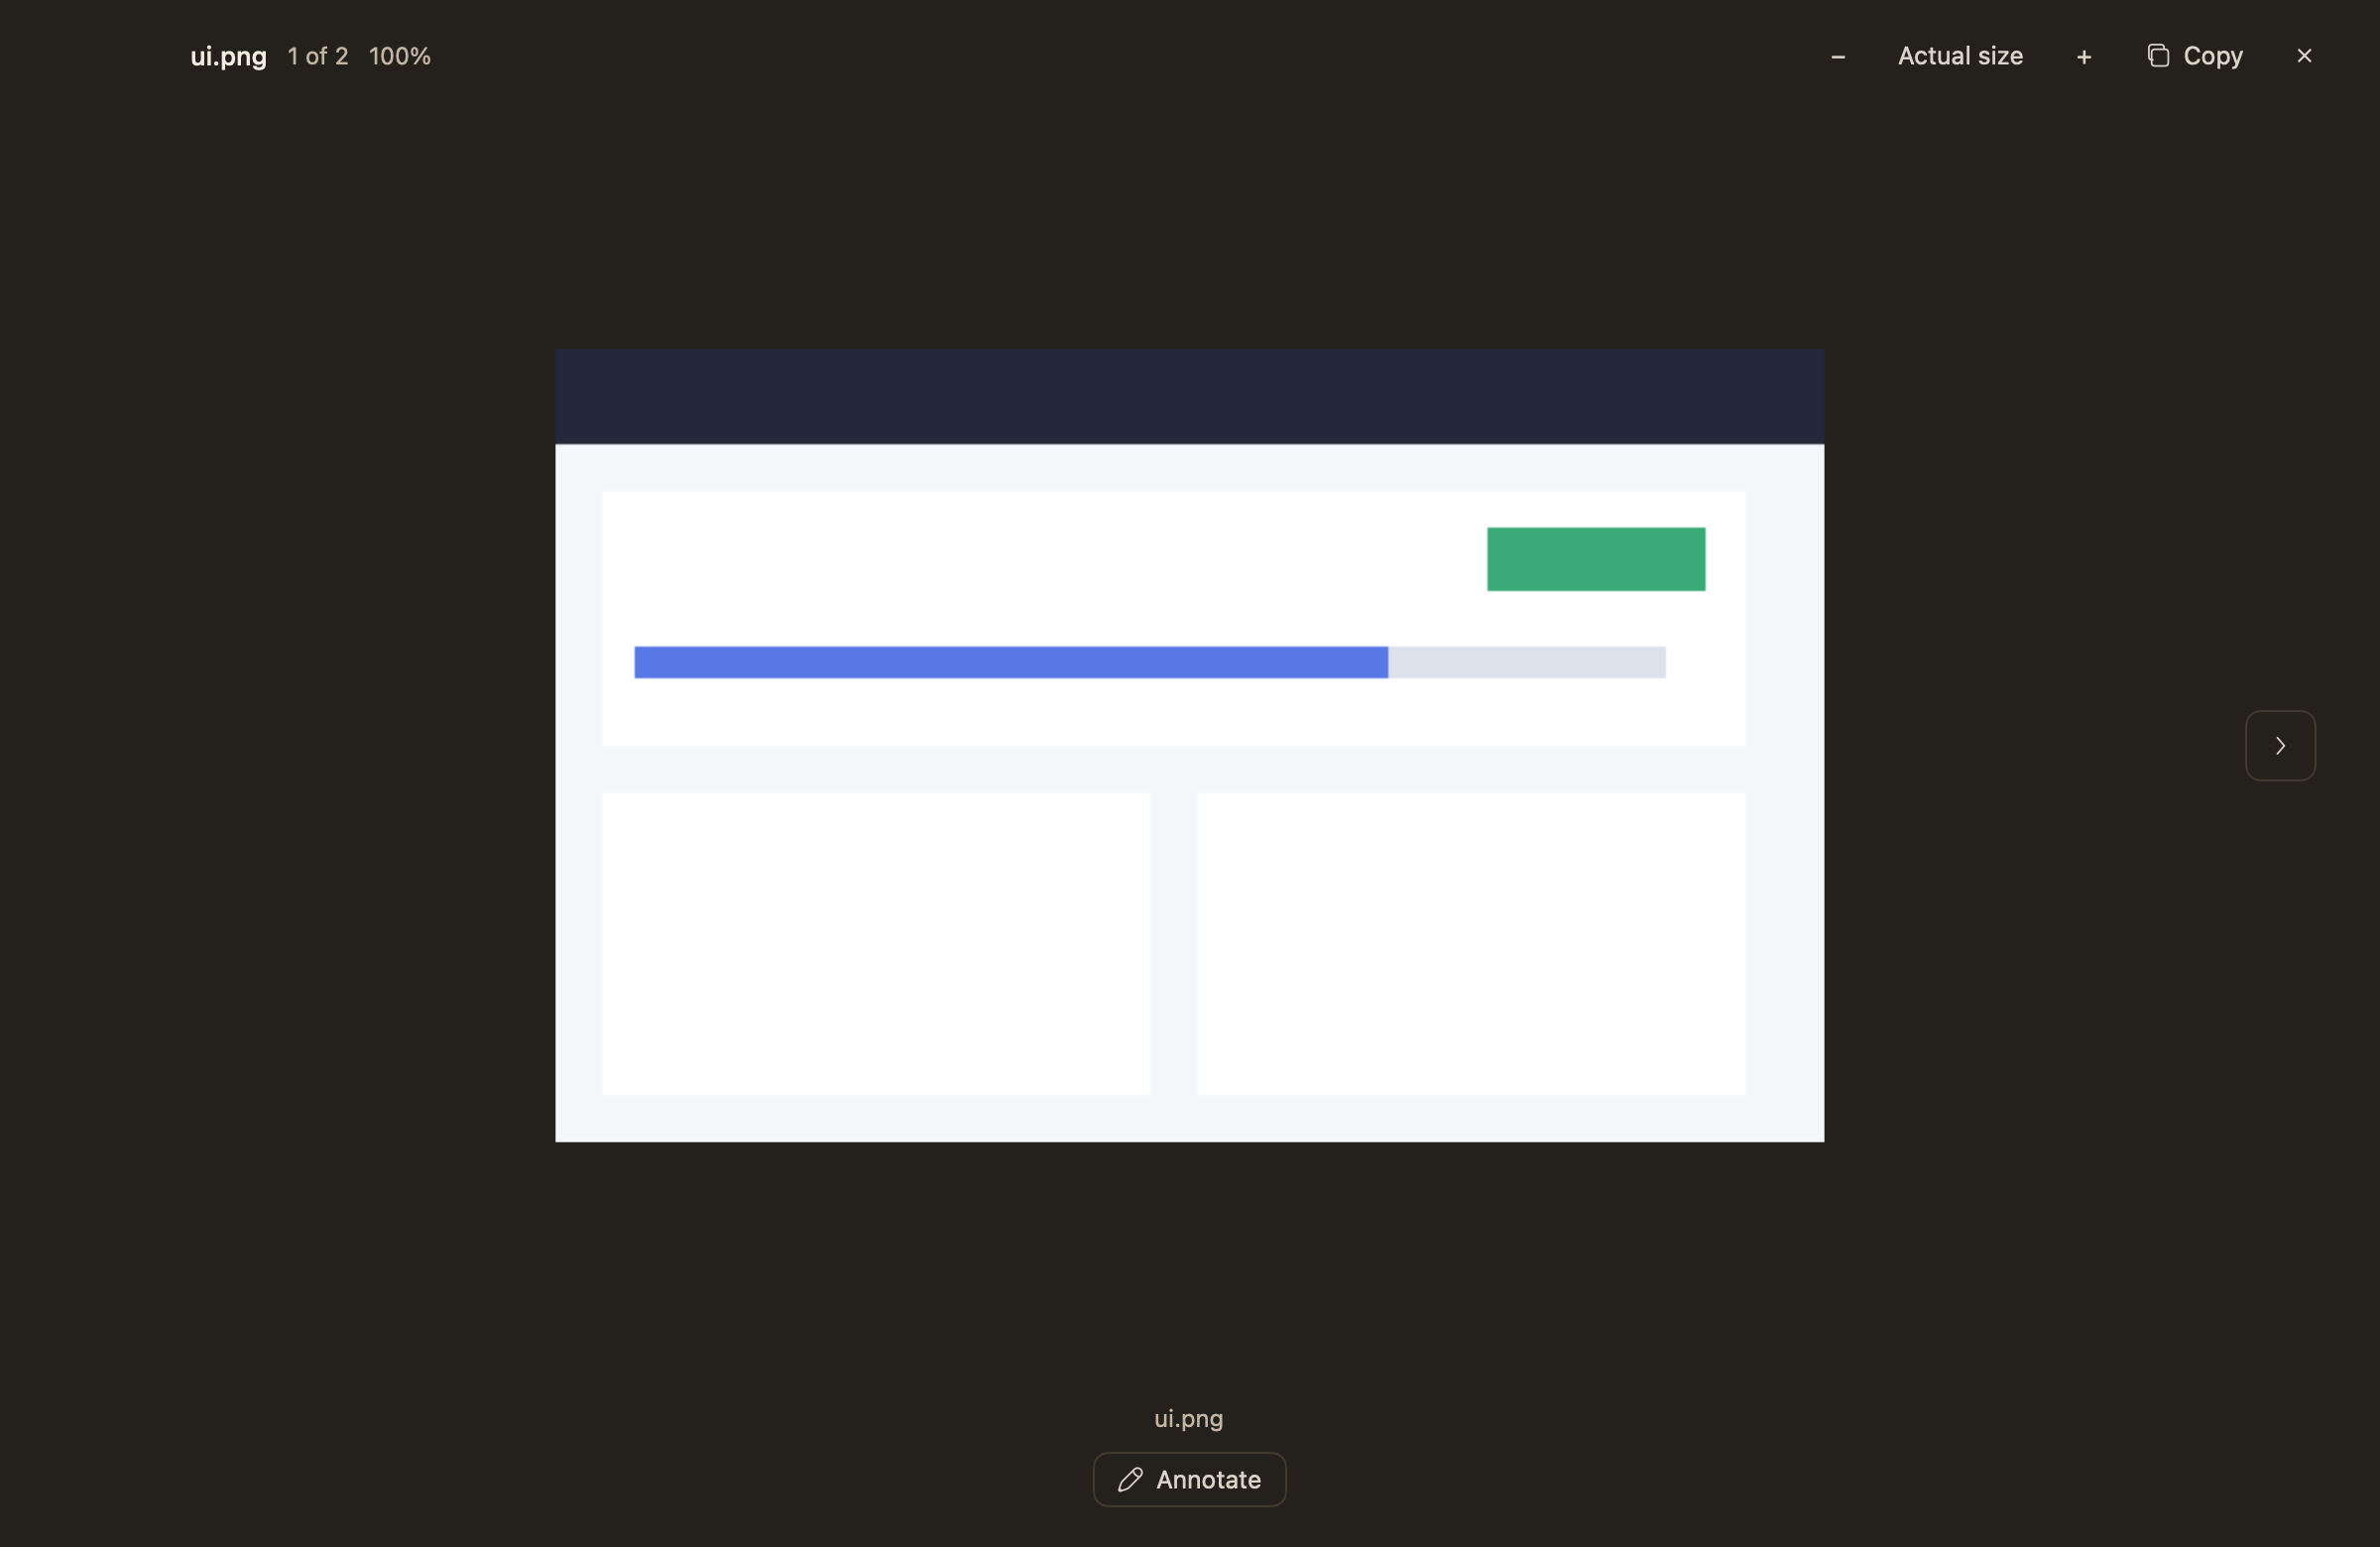 ui.png 1 of 2 100% − Actual size + Copy ×
ui.png
Annotate